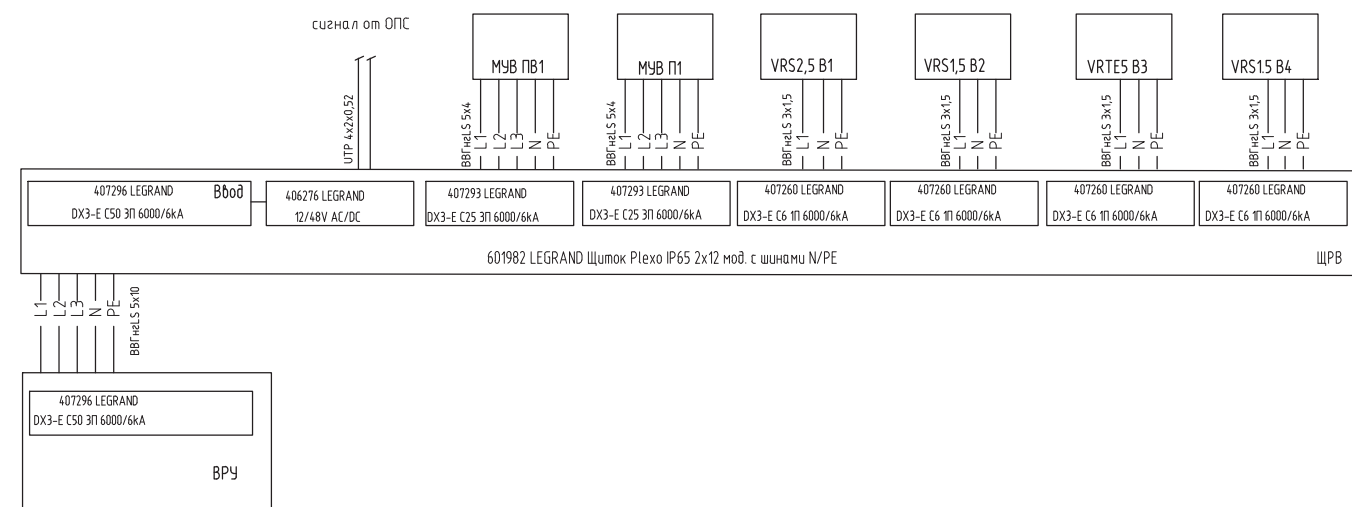 сигнал от ОПС
МУВ ПВ1
МУВ П1
VRS2,5 В1
VRS1,5 В2
VRTE5 В3
VRS1.5 В4
UTP 4x2x0,52
ВВГнгLS 5x4
L1
L2
L3
N
PE
ВВГнгLS 5x4
L1
L2
L3
N
PE
ВВГнгLS 3x1,5
L1
N
PE
ВВГнгLS 3x1,5
L1
N
PE
ВВГнгLS 3x1,5
L1
N
PE
ВВГнгLS 3x1,5
L1
N
PE
407296 LEGRAND
DX3-E C50 3П 6000/6кА
Ввод
406276 LEGRAND
12/48V AC/DC
407293 LEGRAND
DX3-E C25 3П 6000/6кА
407293 LEGRAND
DX3-E C25 3П 6000/6кА
407260 LEGRAND
DX3-E C6 1П 6000/6кА
407260 LEGRAND
DX3-E C6 1П 6000/6кА
407260 LEGRAND
DX3-E C6 1П 6000/6кА
407260 LEGRAND
DX3-E C6 1П 6000/6кА
601982 LEGRAND Щиток Plexo IP65 2x12 мод. с шинами N/PE
ЩРВ
L1
L2
L3
N
PE
ВВГнгLS 5x10
407296 LEGRAND
DX3-E C50 3П 6000/6кА
ВРУ